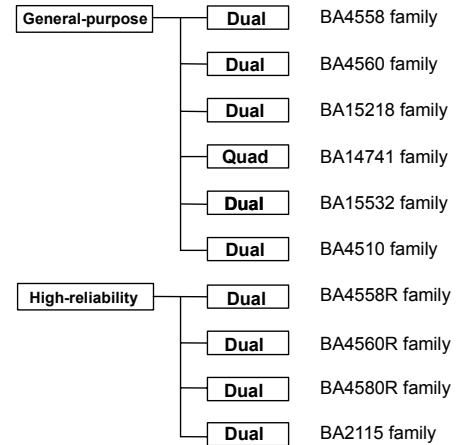 General-purpose Dual BA4558 family
Dual BA4560 family
Dual BA15218 family
Quad BA14741 family
Dual BA15532 family
Dual BA4510 family
High-reliability Dual BA4558R family
Dual BA4560R family
Dual BA4580R family
Dual BA2115 family